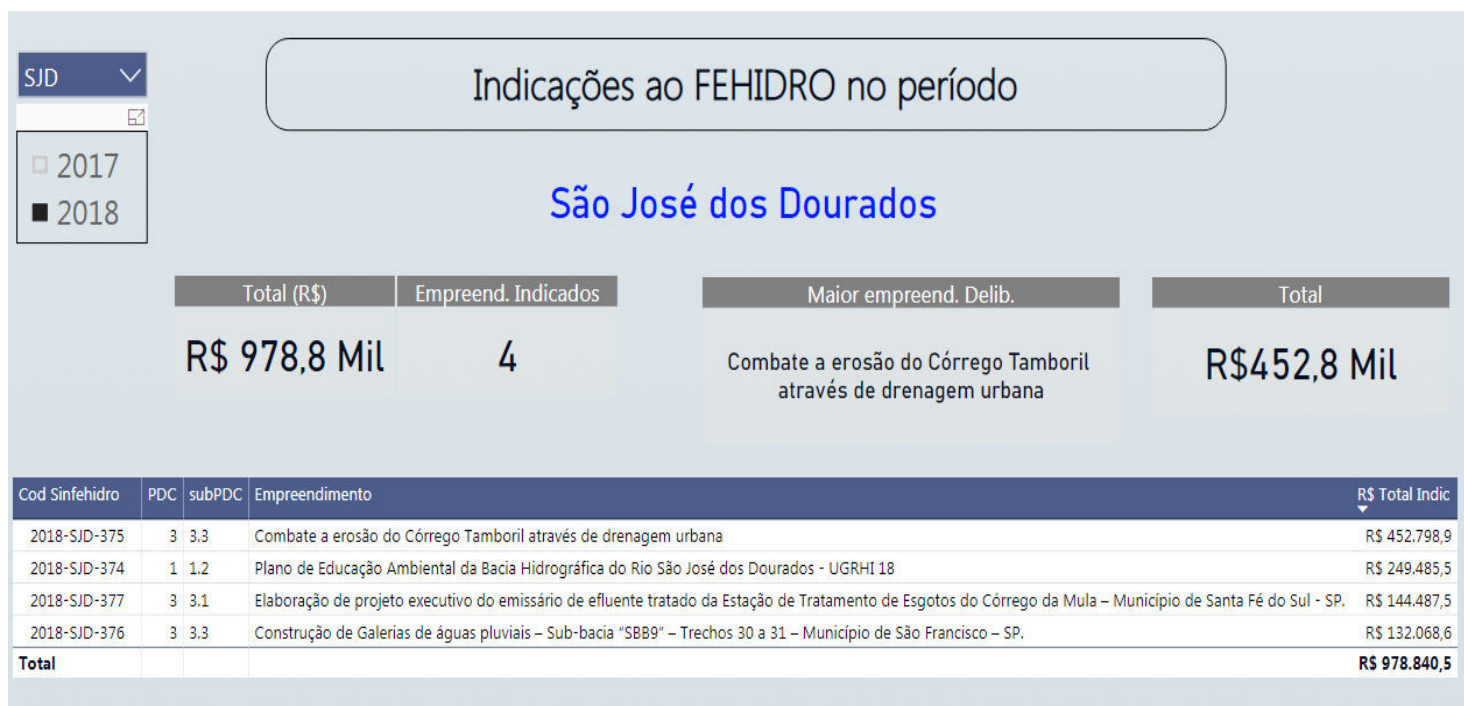 SJD
Indicações ao FEHIDRO no período
2017
2018
São José dos Dourados
Total (R$) Empreend. Indicados Maior empreend. Delib. Total
R$ 978,8 Mil 4 Combate a erosão do Córrego Tamboril R$452,8 Mil
através de drenagem urbana
Cod Sinfehidro PDC subPDC Empreendimento R$ Total Indic
2018-SJD-375 3 3.3 Combate a erosão do Córrego Tamboril através de drenagem urbana R$ 452.798,9
2018-SJD-374 1 1.2 Plano de Educação Ambiental da Bacia Hidrográfica do Rio São José dos Dourados - UGRHI 18 R$ 249.485,5
2018-SJD-377 3 3.1 Elaboração de projeto executivo do emissário de efluente tratado da Estação de Tratamento de Esgotos do Córrego da Mula – Município de Santa Fé do Sul - SP. R$ 144.487,5
2018-SJD-376 3 3.3 Construção de Galerias de águas pluviais – Sub-bacia “SBB9” – Trechos 30 a 31 – Município de São Francisco – SP. R$ 132.068,6
Total R$ 978.840,5